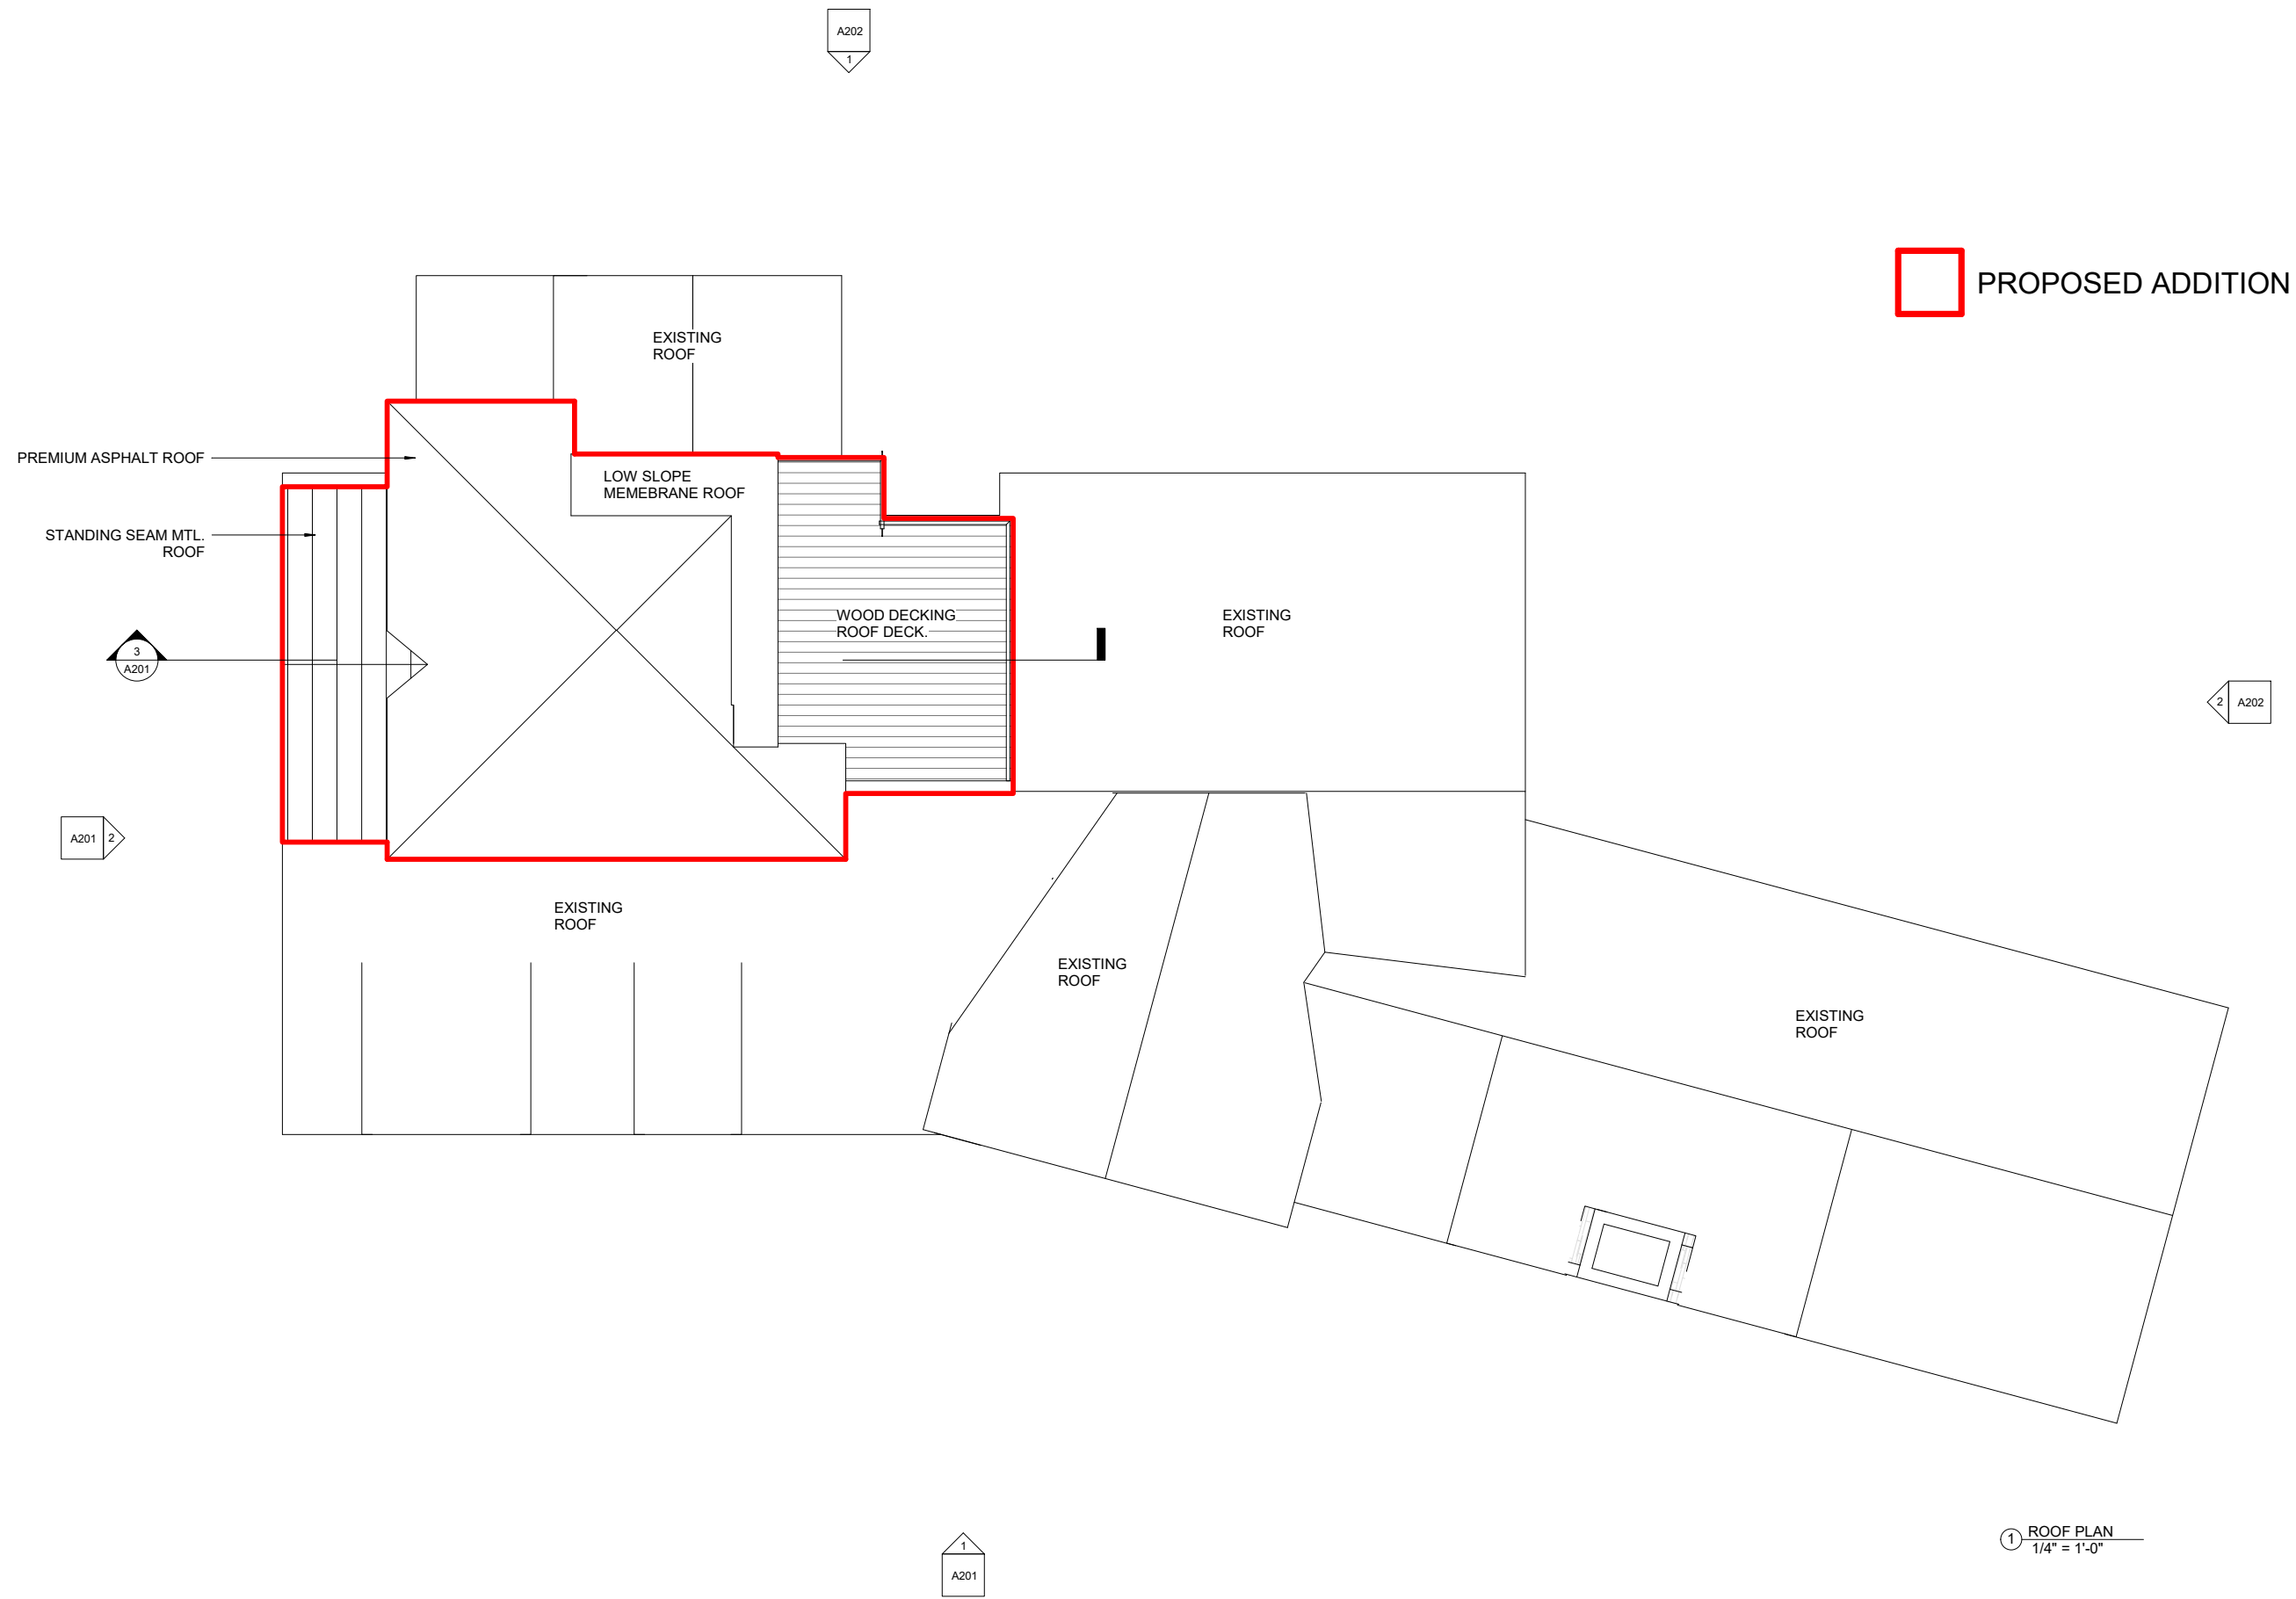 A202
1
PROPOSED ADDITION
EXISTING
ROOF
PREMIUM ASPHALT ROOF
LOW SLOPE
MEMEBRANE ROOF
STANDING SEAM MTL.
ROOF
WOOD DECKING
ROOF DECK.
EXISTING
ROOF
3
A201
2
A202
A201
2
EXISTING
ROOF
EXISTING
ROOF
EXISTING
ROOF
1
ROOF PLAN
1/4" = 1'-0"
1
A201